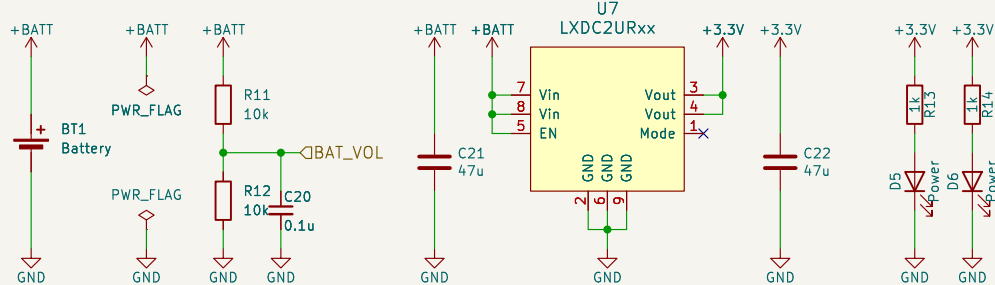 +BATT
+BATT
+BATT
+BATT
+BATT
U7
LXDC2URxx
+3.3V
+3.3V
+3.3V
+3.3V
BT1
Battery
PWR_FLAG
PWR_FLAG
R11
10k
BAT_VOL
R12
10k
C20
0.1u
C21
47u
7
Vin
8
Vin
5
EN
Vout
3
Vout
4
Mode
1
GND
GND
GND
2
6
9
C22
47u
1k
R13
1k
R14
D5
Power
D6
Power
GND
GND
GND
GND
GND
GND
GND
GND
GND